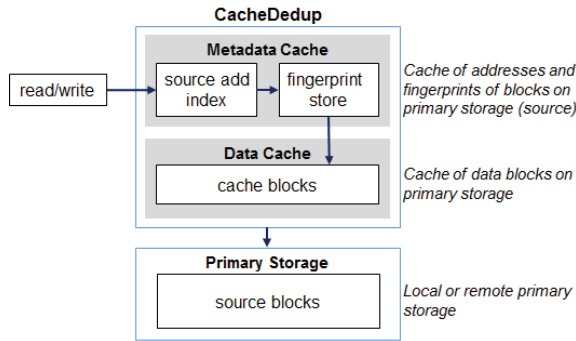 CacheDedup
Metadata Cache
read/write
source add
index
fingerprint
store
Cache of addresses and
fingerprints of blocks on
primary storage (source)
Data Cache
cache blocks
Cache of data blocks on
primary storage
Primary Storage
source blocks
Local or remote primary
storage